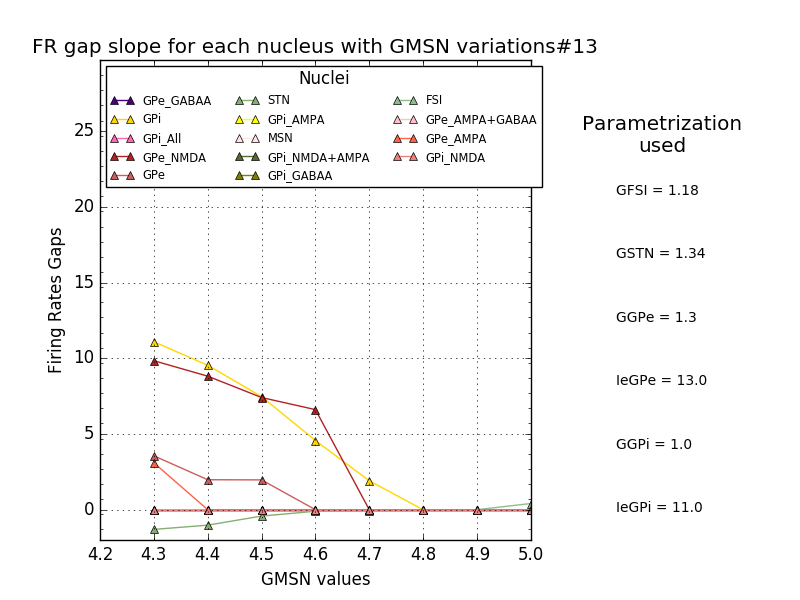 FR gap slope for each nucleus with GMSN variations#13
Nuclei
GPe_GABAA STN FSI
GPi GPi_AMPA GPe_AMPA+GABAA
GPi_All MSN GPe_AMPA
GPe_NMDA GPi_NMDA+AMPA GPi_NMDA
GPe GPi_GABAA
25
20
15
10
5
0
Firing Rates Gaps
4.2 4.3 4.4 4.5 4.6 4.7 4.8 4.9 5.0
GMSN values
Parametrization
used
GFSI = 1.18
GSTN = 1.34
GGPe = 1.3
IeGPe = 13.0
GGPi = 1.0
IeGPi = 11.0